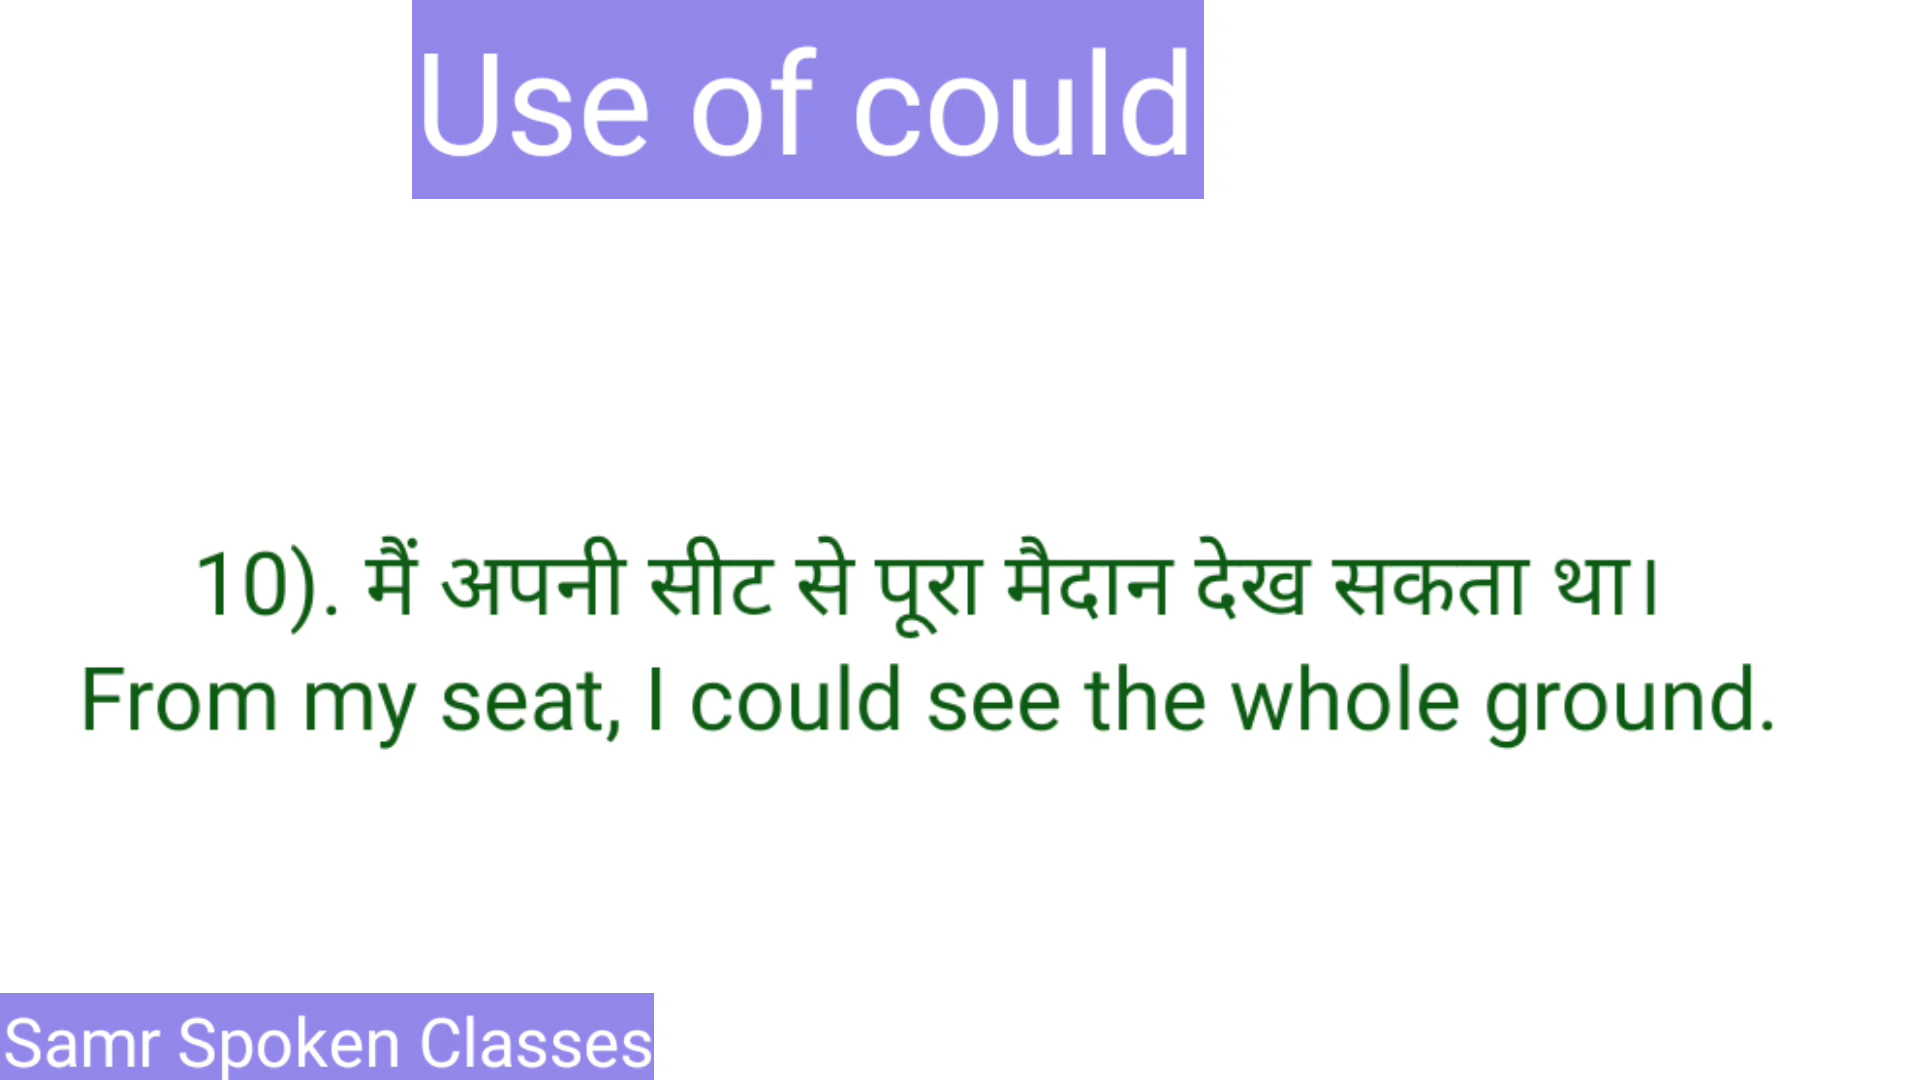 Use of could
10). मैं अपनी सीट से पूरा मैदान देख सकता था।
From my seat, I could see the whole ground.
Samr Spoken Classes